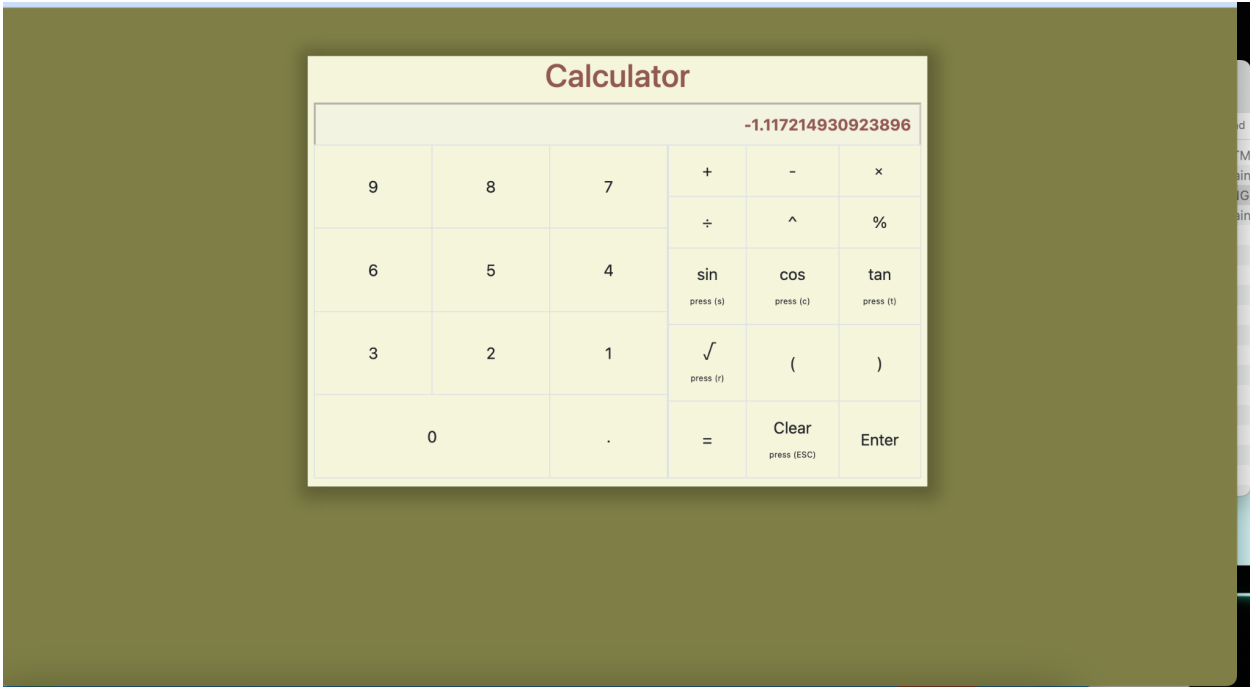 Calculator
-1.117214930923896
9 8 7
+ - ×
÷ ^ %
6 5 4
sin cos tan
press (s) press (c) press (t)
3 2 1
√ ( )
press (r)
0 .
= Clear Enter
press (ESC)